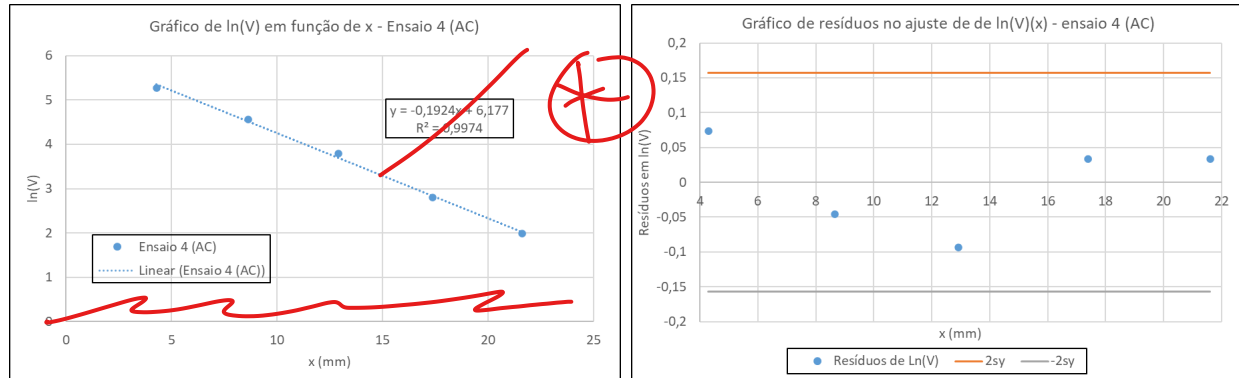 Gráfico de ln(V) em função de x - Ensaio 4 (AC)
6
5
4
3
2
1
0
ln(V)
y = -0,1924x + 6,177
R² = 0,9974
Ensaio 4 (AC)
Linear (Ensaio 4 (AC))
0 5 10 15 20 25
x (mm)
Gráfico de resíduos no ajuste de de ln(V)(x) - ensaio 4 (AC)
0,2
0,15
0,1
0,05
0
-0,05
-0,1
-0,15
-0,2
Resíduos em ln(V)
4 6 8 10 12 14 16 18 20 22
x (mm)
Resíduos de Ln(V) 2sy -2sy